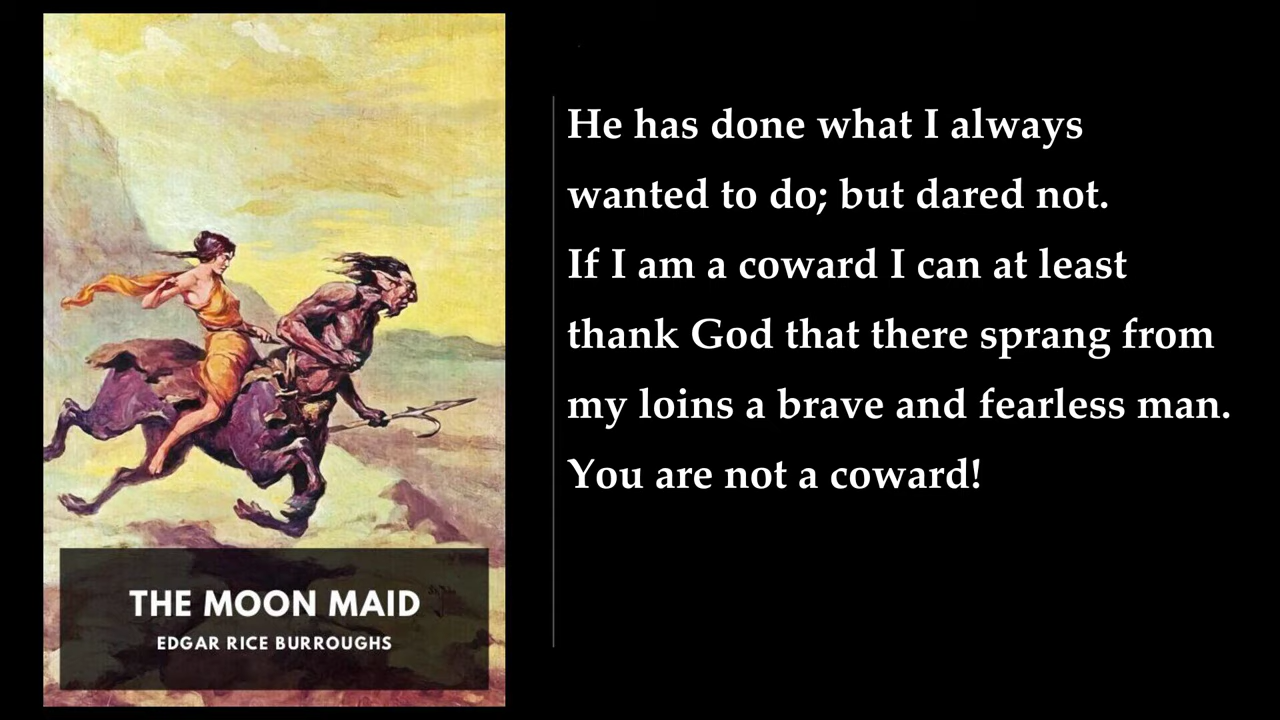 He has done what I always
wanted to do; but dared not.
If I am a coward I can at least
thank God that there sprang from
my loins a brave and fearless man.
You are not a coward!
THE MOON MAID
EDGAR RICE BURROUGHS